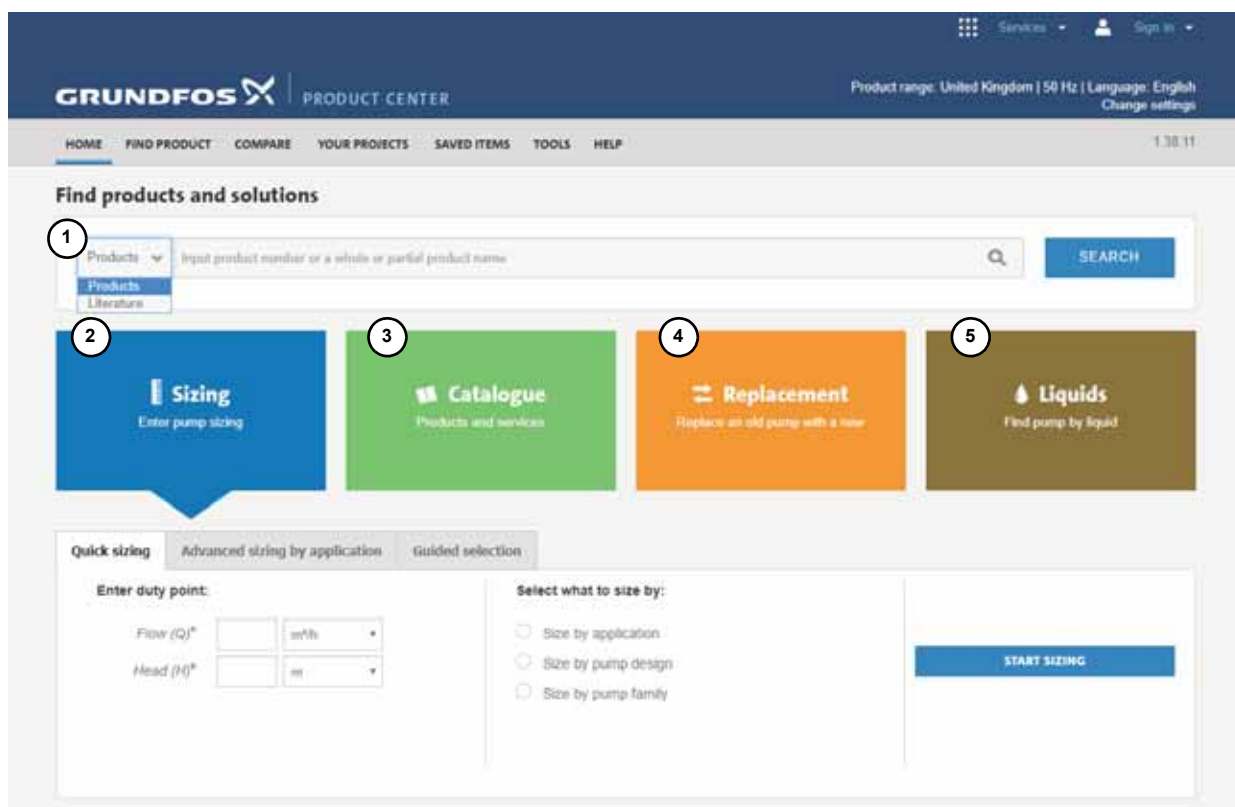 Services
Sign in
GRUNDFOS PRODUCT CENTER
Product range: United Kingdom | 50 Hz | Language: English
Change settings
HOME FIND PRODUCT COMPARE YOUR PROJECTS SAVED ITEMS TOOLS HELP
1.38.11
Find products and solutions
1
Products
Input product number or a whole or partial product name
SEARCH
Products
Literature
2
Sizing
Enter pump sizing
3
Catalogue
Products and services
4
Replacement
Replace an old pump with a new
5
Liquids
Find pump by liquid
Quick sizing
Advanced sizing by application
Guided selection
Enter duty point:
Flow (Q)* m³/h
Head (H)* m
Select what to size by:
Size by application
Size by pump design
Size by pump family
START SIZING